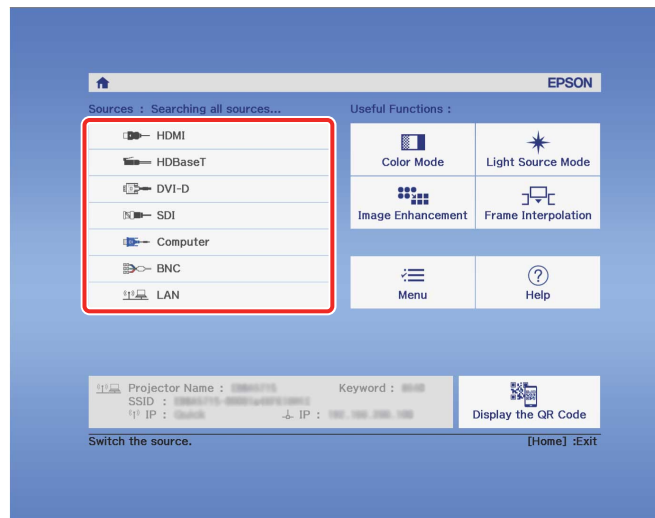 EPSON
Sources : Searching all sources...
HDMI
HDBaseT
DVI-D
SDI
Computer
BNC
LAN
Useful Functions :
Color Mode
Light Source Mode
Image Enhancement
Frame Interpolation
Menu
Help
Projector Name :
Keyword :
SSID :
IP :
IP :
Display the QR Code
Switch the source.
[Home] :Exit